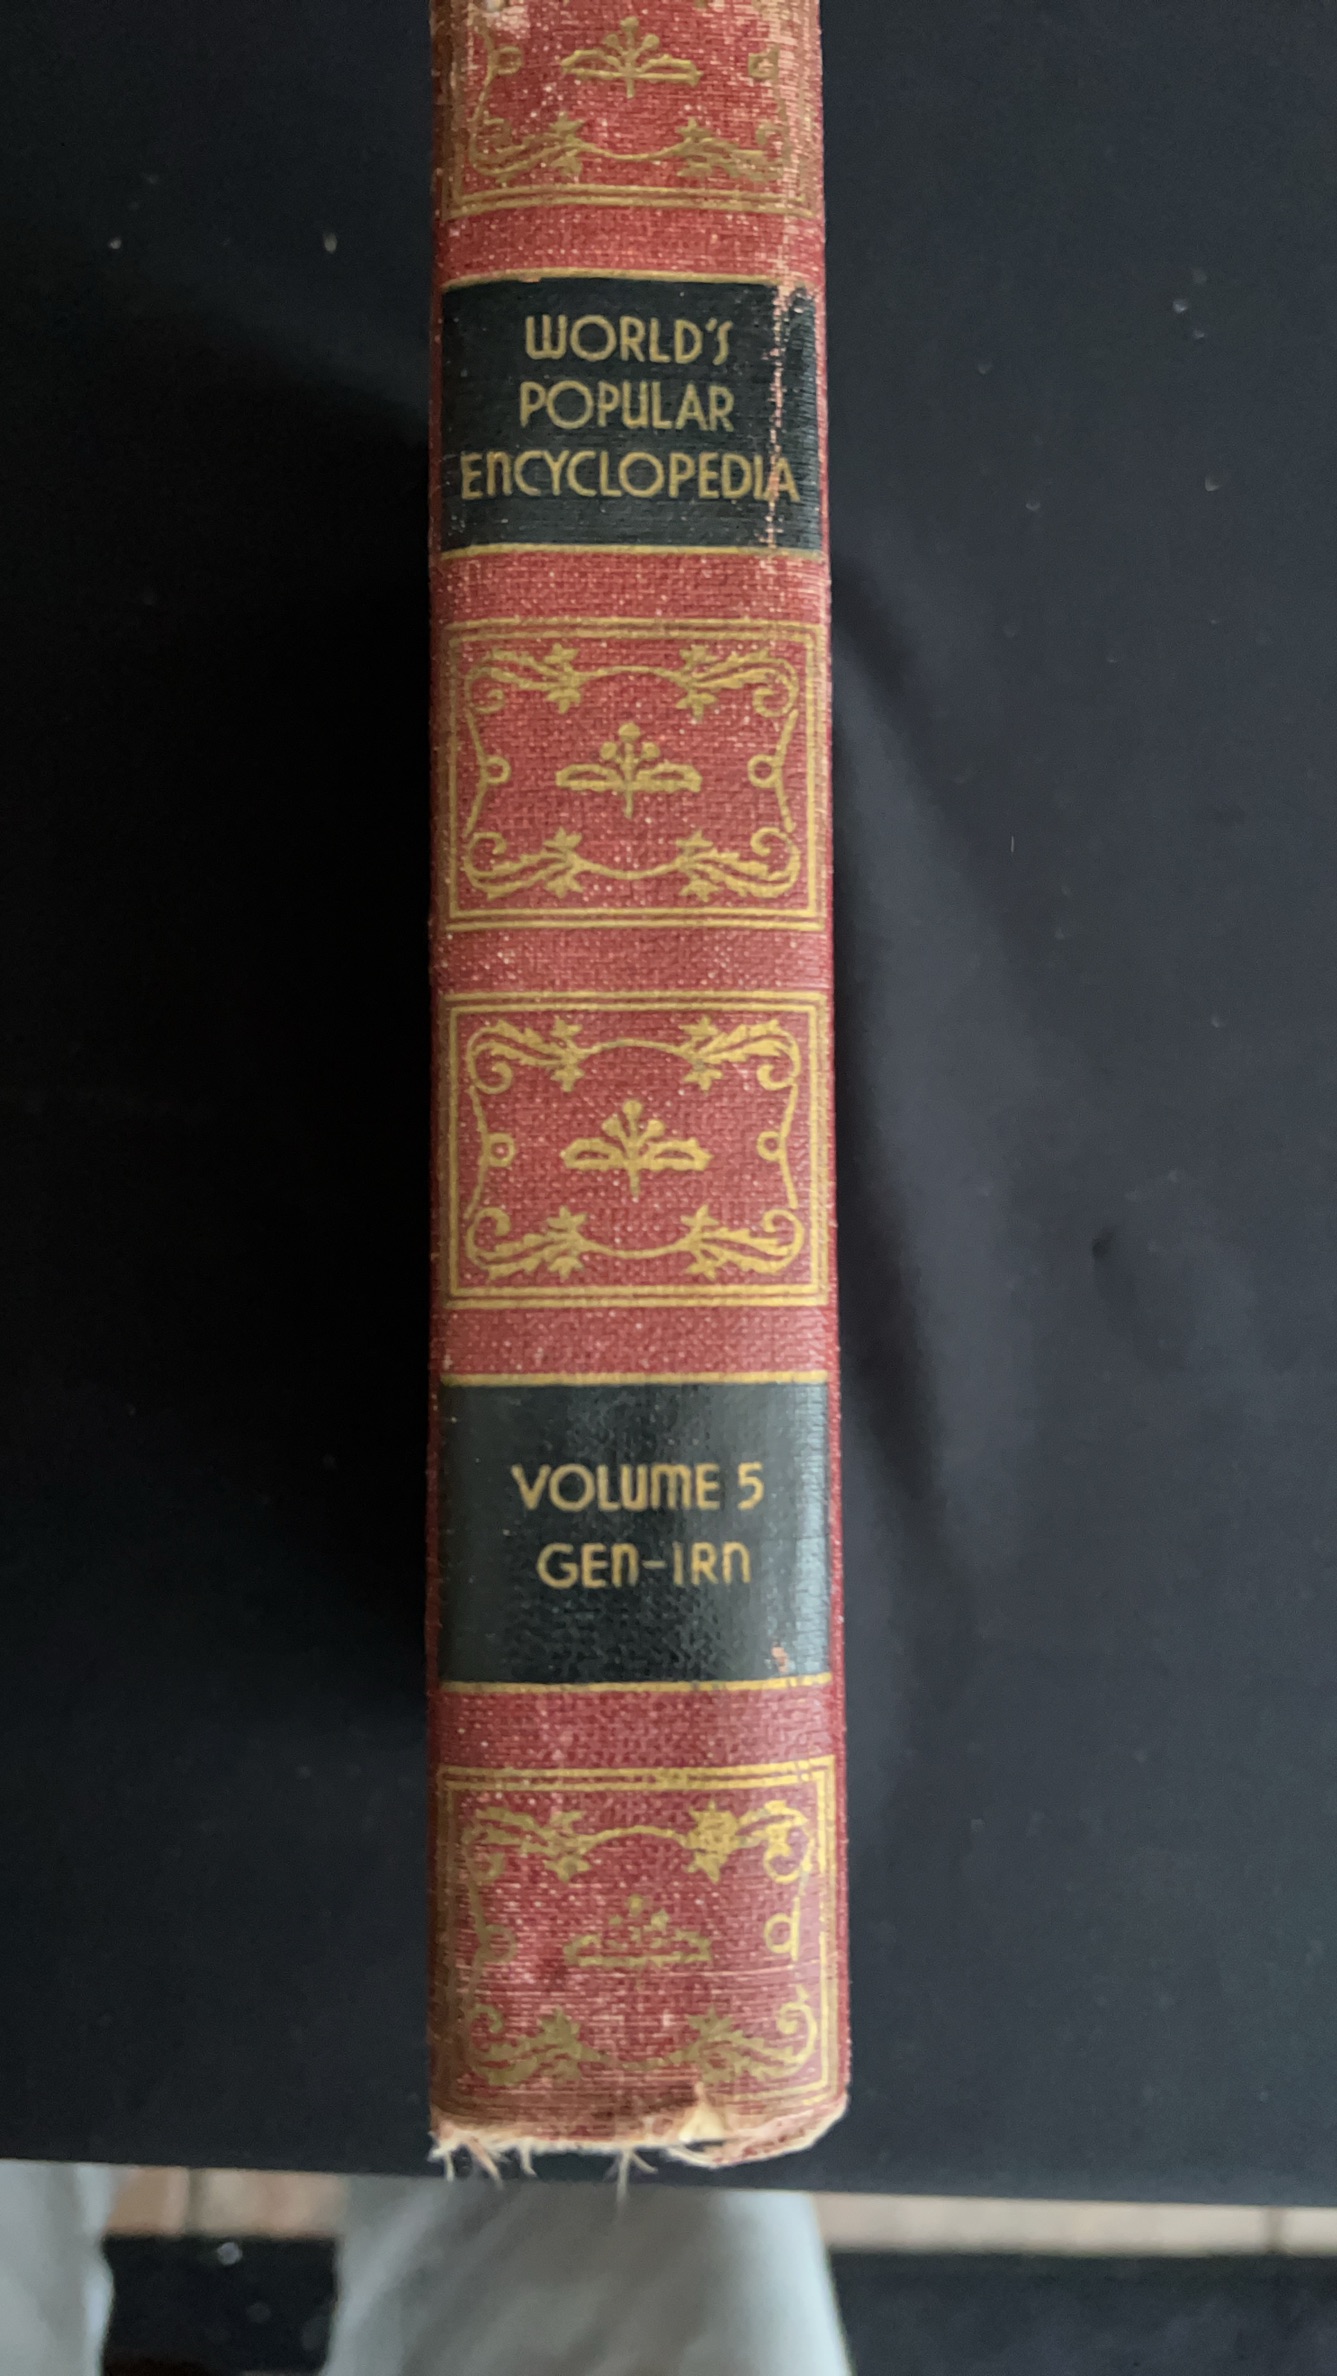 WORLD'S
POPULAR
ENCYCLOPEDIA
VOLUME 5
GEN-IRN